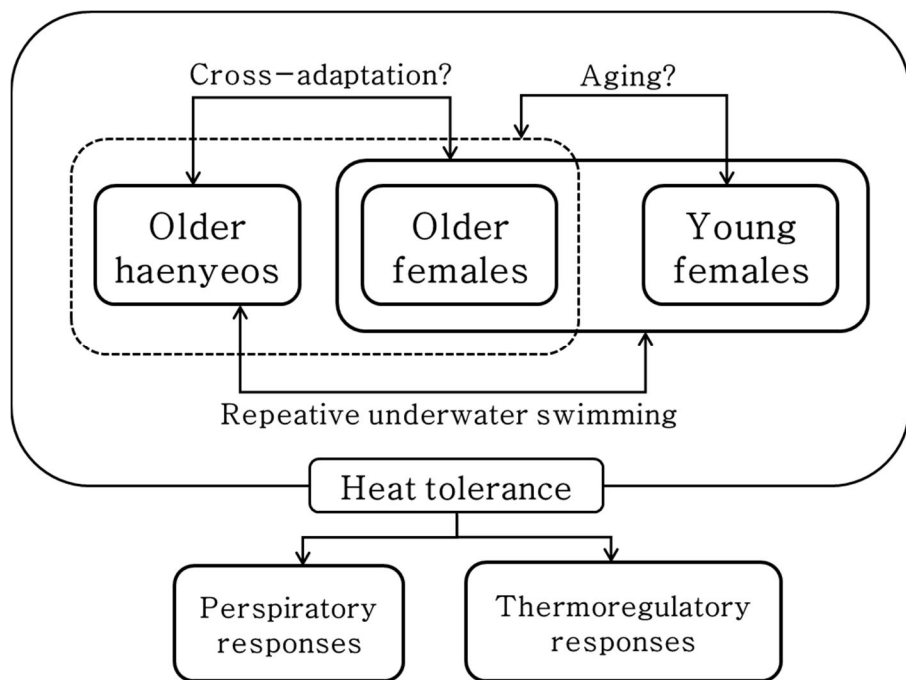 Cross-adaptation?
Aging?
Older
haenyeos
Older
females
Young
females
Repeative underwater swimming
Heat tolerance
Perspiratory
responses
Thermoregulatory
responses